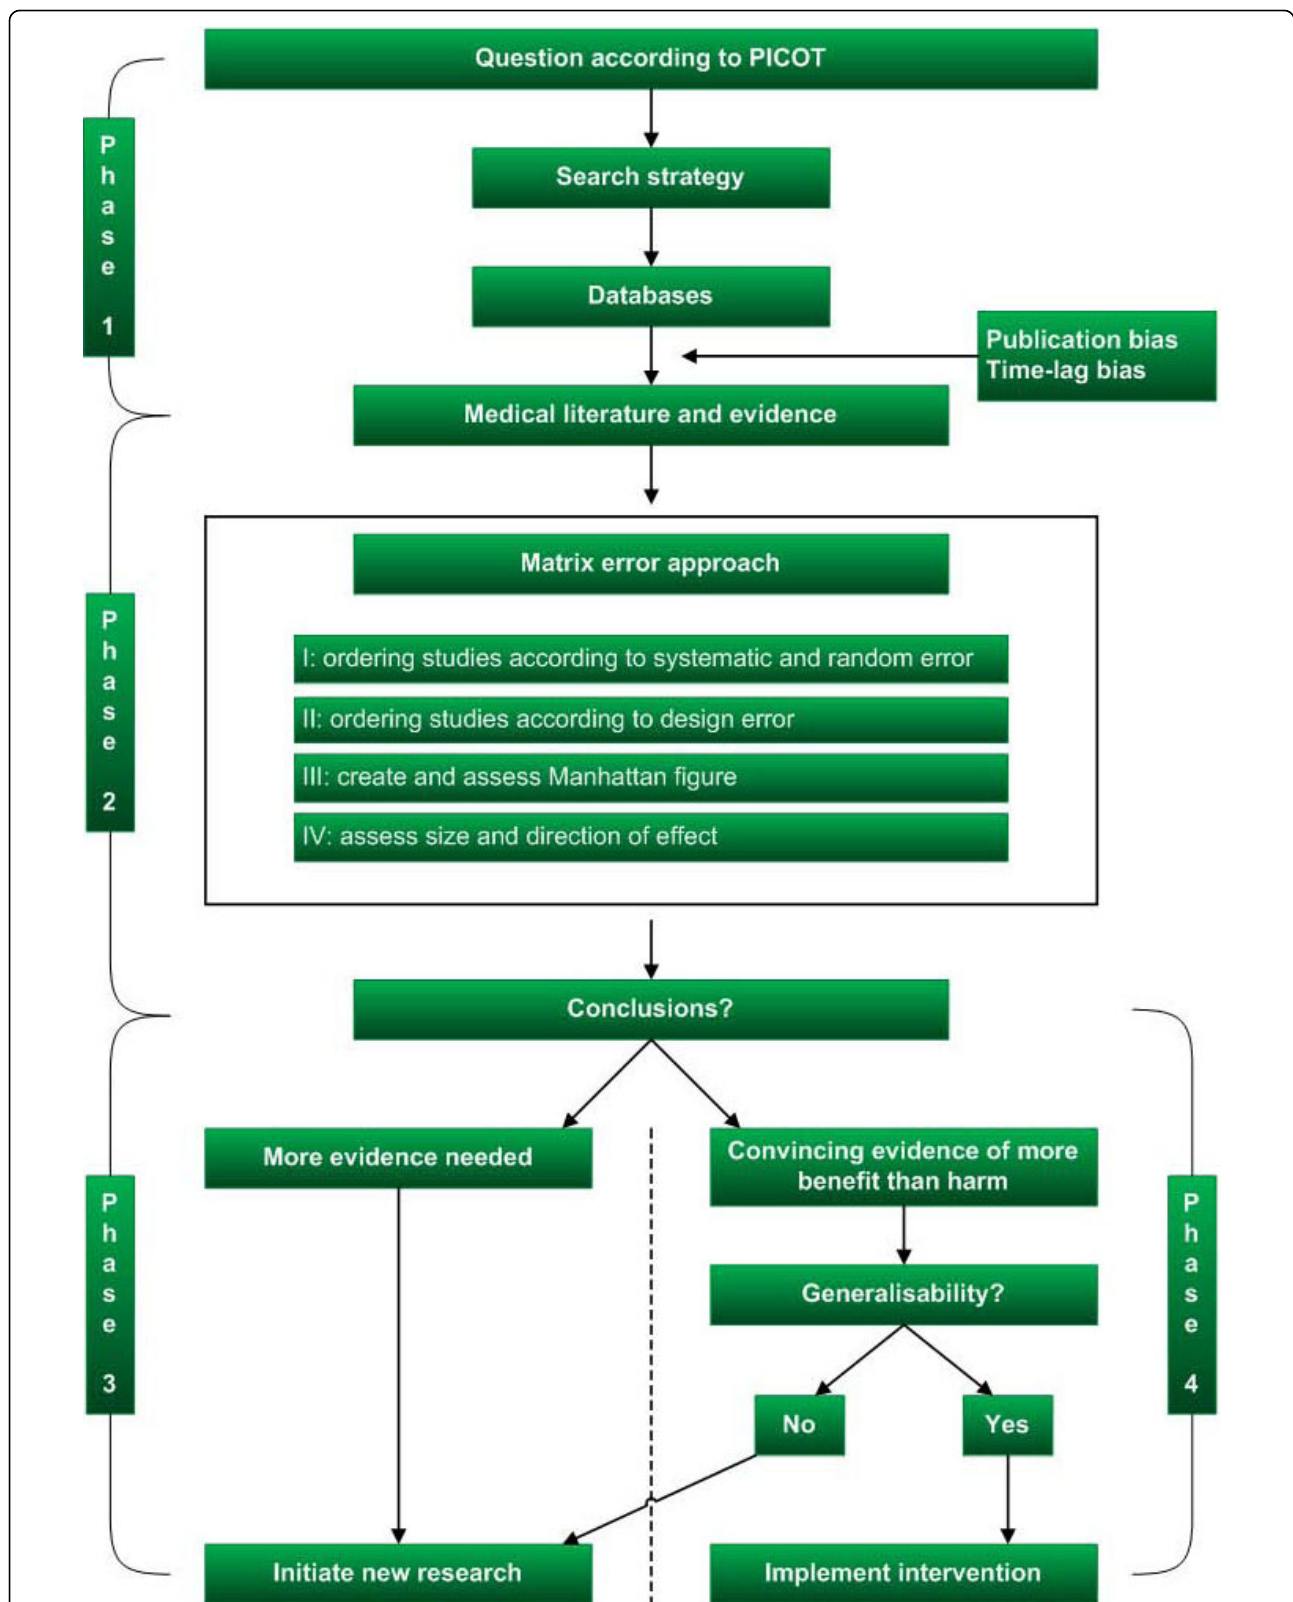 Question according to PICOT
Phase 1
Search strategy
Databases
Publication bias
Time-lag bias
Medical literature and evidence
Phase 2
Matrix error approach
I: ordering studies according to systematic and random error
II: ordering studies according to design error
III: create and assess Manhattan figure
IV: assess size and direction of effect
Conclusions?
More evidence needed
Convincing evidence of more
benefit than harm
Phase 3
Phase 4
Generalisability?
No
Yes
Initiate new research
Implement intervention